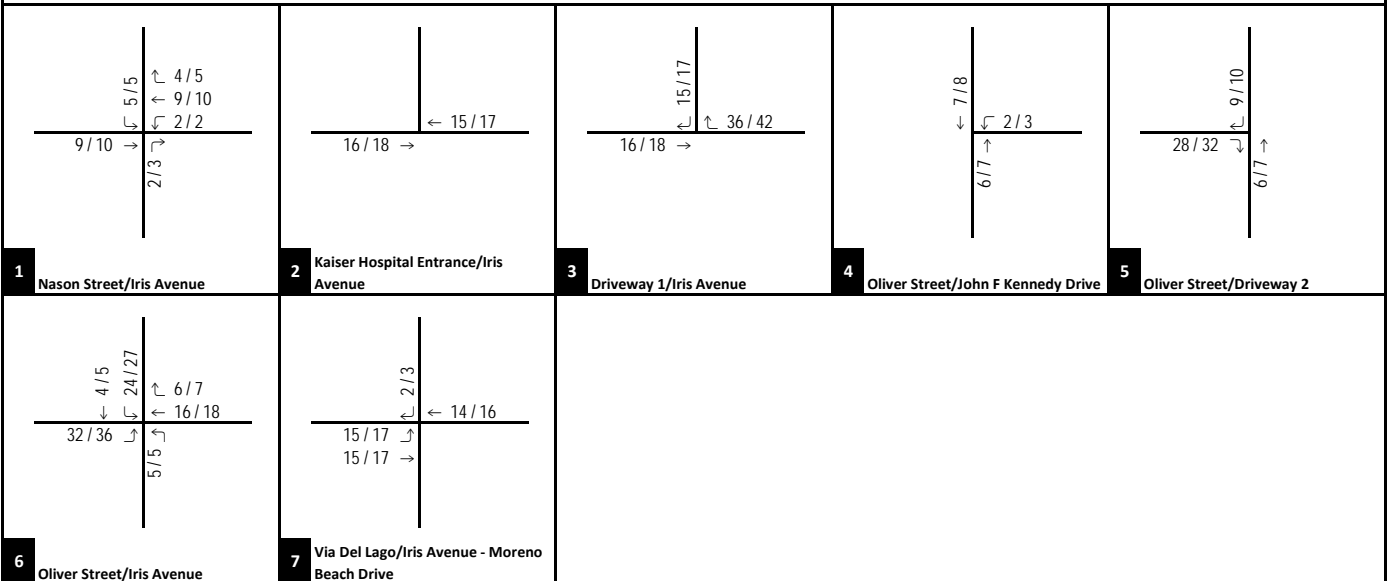 5 / 5
4 / 5
9 / 10
2 / 2
9 / 10
2 / 3
1
Nason Street/Iris Avenue
15 / 17
16 / 18
2
Kaiser Hospital Entrance/Iris
Avenue
15 / 17
36 / 42
16 / 18
3
Driveway 1/Iris Avenue
7 / 8
2 / 3
6 / 7
4
Oliver Street/John F Kennedy Drive
9 / 10
28 / 32
6 / 7
5
Oliver Street/Driveway 2
4 / 5
24 / 27
6 / 7
16 / 18
32 / 36
5 / 5
6
Oliver Street/Iris Avenue
2 / 3
14 / 16
15 / 17
15 / 17
7
Via Del Lago/Iris Avenue - Moreno
Beach Drive